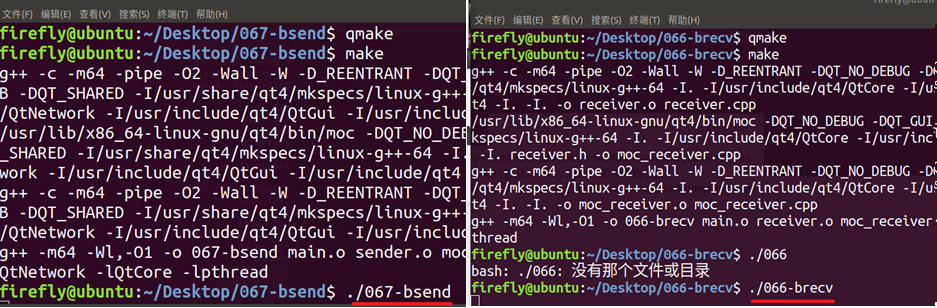 文件(F) 编辑(E) 查看(V) 搜索(S) 终端(T) 帮助(H)
firefly@ubuntu:~/Desktop/067-bsend$ qmake
firefly@ubuntu:~/Desktop/067-bsend$ make
g++ -c -m64 -pipe -O2 -Wall -W -D_REENTRANT -DQT_
B -DQT_SHARED -I/usr/share/qt4/mkspecs/linux-g++-
/QtNetwork -I/usr/include/qt4/QtGui -I/usr/includ
/usr/lib/x86_64-linux-gnu/qt4/bin/moc -DQT_NO_DEB
_SHARED -I/usr/share/qt4/mkspecs/linux-g++-64 -I.
work -I/usr/include/qt4/QtGui -I/usr/include/qt4
g++ -c -m64 -pipe -O2 -Wall -W -D_REENTRANT -DQT_
B -DQT_SHARED -I/usr/share/qt4/mkspecs/linux-g++-
/QtNetwork -I/usr/include/qt4/QtGui -I/usr/includ
g++ -m64 -Wl,-O1 -o 067-bsend main.o sender.o moc
QtNetwork -lQtCore -lpthread
firefly@ubuntu:~/Desktop/067-bsend$ ./067-bsend
文件(F) 编辑(E) 查看(V) 搜索(S) 终端(T) 帮助(H)
firefly@ubuntu:~/Desktop/066-brecv$ qmake
firefly@ubuntu:~/Desktop/066-brecv$ make
g++ -c -m64 -pipe -O2 -Wall -W -D_REENTRANT -DQT_NO_DEBUG
/qt4/mkspecs/linux-g++-64 -I. -I/usr/include/qt4/QtCore
t4 -I. -I. -o receiver.o receiver.cpp
/usr/lib/x86_64-linux-gnu/qt4/bin/moc -DQT_NO_DEBUG -DQT_GUI_
kspecs/linux-g++-64 -I. -I/usr/include/qt4/QtCore -I/usr/inc
-I. receiver.h -o moc_receiver.cpp
g++ -c -m64 -pipe -O2 -Wall -W -D_REENTRANT -DQT_NO_DEBUG
/qt4/mkspecs/linux-g++-64 -I. -I/usr/include/qt4/QtCore
t4 -I. -I. -o moc_receiver.o moc_receiver.cpp
g++ -m64 -Wl,-O1 -o 066-brecv main.o receiver.o moc_receiver
thread
firefly@ubuntu:~/Desktop/066-brecv$ ./066
bash: ./066: 没有那个文件或目录
firefly@ubuntu:~/Desktop/066-brecv$ ./066-brecv